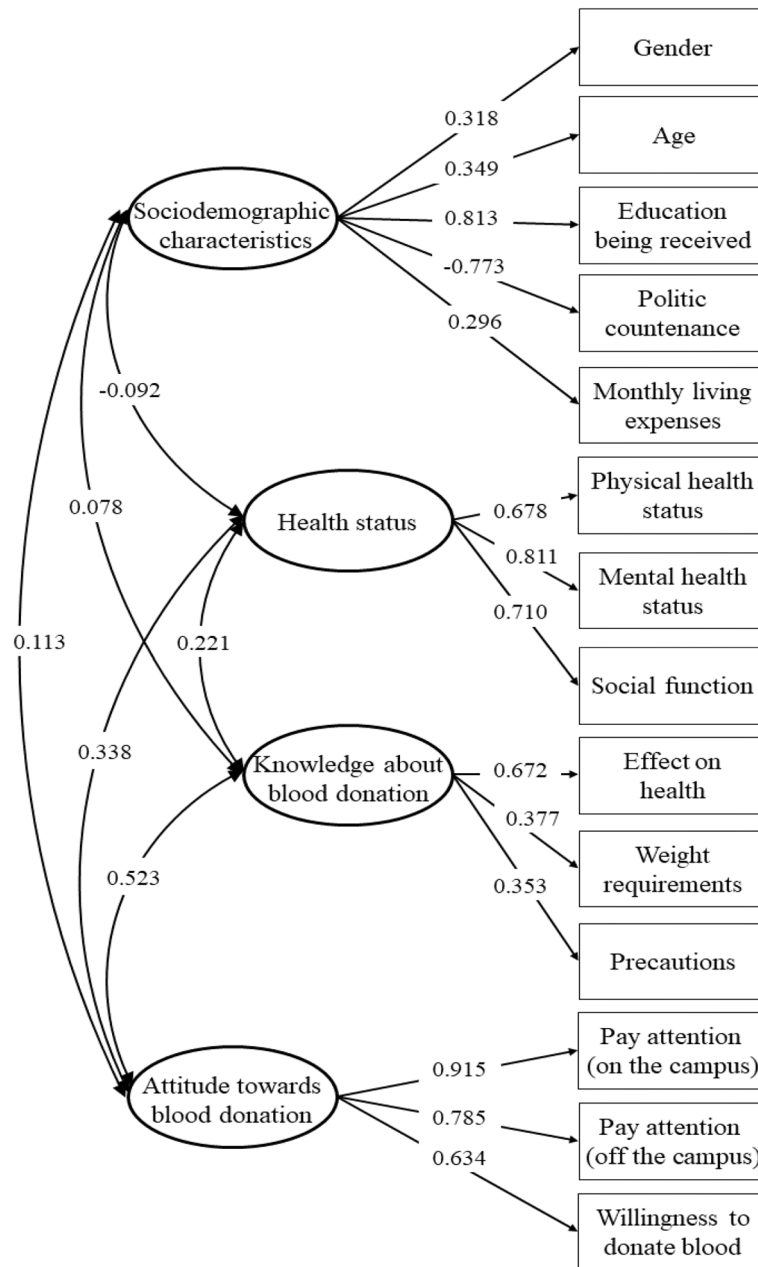 Gender
0.318
Age
0.349
Sociodemographic
characteristics
0.813
Education
being received
-0.773
Politic
countenance
0.296
Monthly living
expenses
-0.092
Physical health
status
0.078
0.678
Health status
0.811
Mental health
status
0.710
0.113
0.221
Social function
0.338
Knowledge about
blood donation
0.672
Effect on
health
0.377
Weight
requirements
0.523
0.353
Precautions
Pay attention
(on the campus)
0.915
Attitude towards
blood donation
0.785
Pay attention
(off the campus)
0.634
Willingness to
donate blood